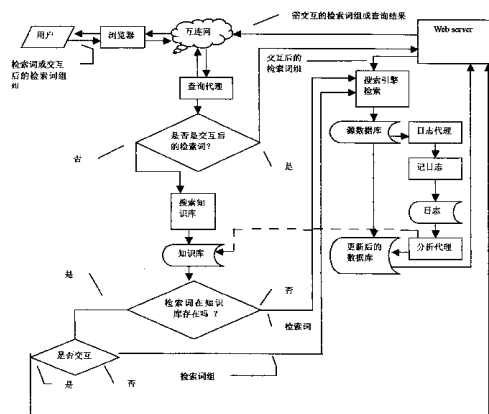 需交互的检索词组或查询结果
用户
浏览器
互连网
Web server
检索词或交互
后的检索词组
组
交互后的
检索词组
查询代理
搜索引擎
检索
是否是交互后
的检索词?
源数据库
日志代理
否
是
记日志
搜索知
识库
日志
知识库
更新后的
数据库
分析代理
是
否
检索词在知识
库存在吗？
检索词
是否交互
是
否
检索词组